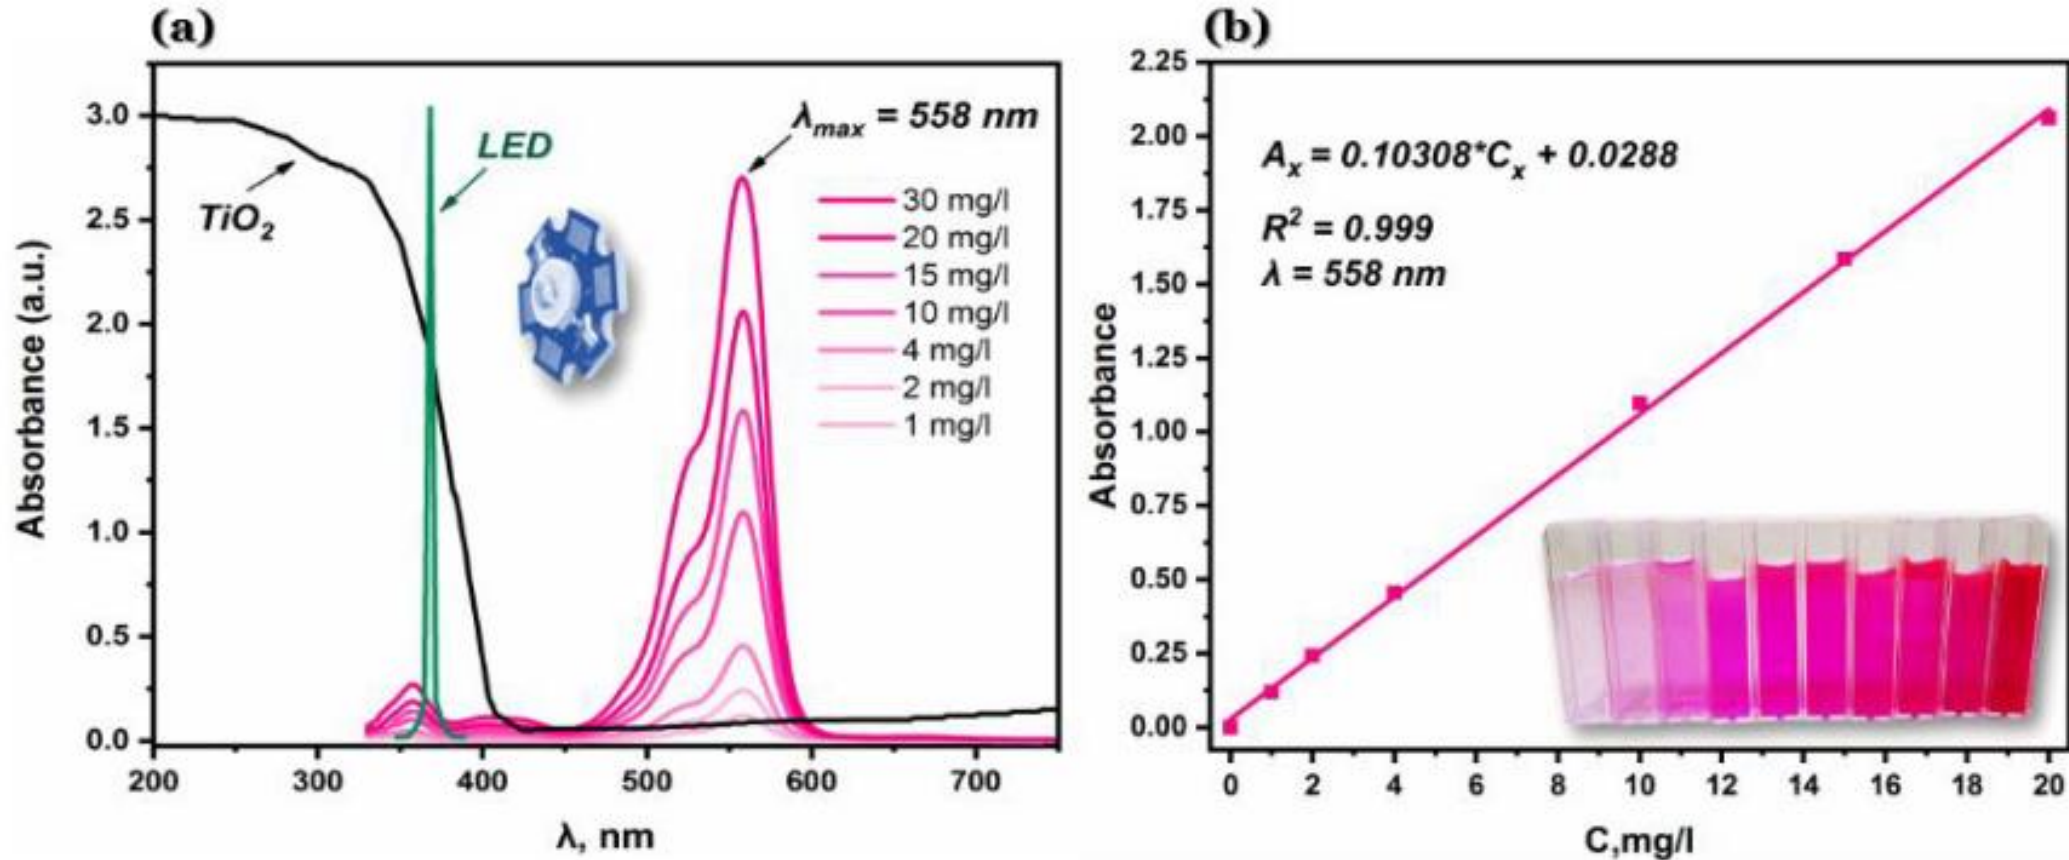 (a)
Absorbance (a.u.)
3.0
2.5
2.0
1.5
1.0
0.5
0.0
200 300 400 500 600 700
λ, nm
TiO₂
LED
λmax = 558 nm
30 mg/l
20 mg/l
15 mg/l
10 mg/l
4 mg/l
2 mg/l
1 mg/l
(b)
Absorbance
2.25
2.00
1.75
1.50
1.25
1.00
0.75
0.50
0.25
0.00
0 2 4 6 8 10 12 14 16 18 20
C,mg/l
Aₓ = 0.10308*Cₓ + 0.0288
R² = 0.999
λ = 558 nm